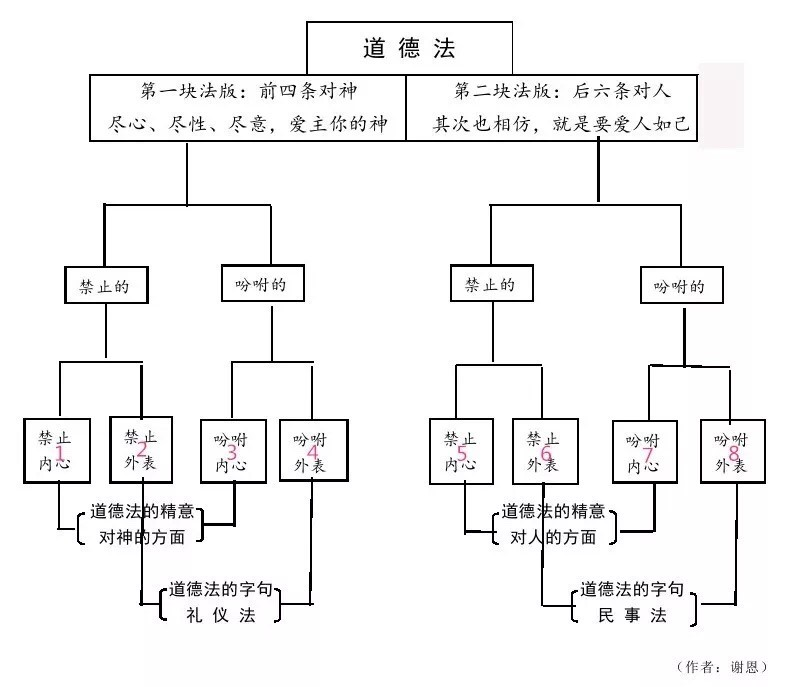 道德法
第一块法版：前四条对神
尽心、尽性、尽意，爱主你的神
第二块法版：后六条对人
其次也相仿，就是要爱人如己
禁止的
吩咐的
禁止的
吩咐的
禁止
内心
1
禁止
外表
2
吩咐
内心
3
吩咐
外表
4
禁止
内心
5
禁止
外表
6
吩咐
内心
7
吩咐
外表
8
道德法的精意
对神的方面
道德法的精意
对人的方面
道德法的字句
礼仪法
道德法的字句
民事法
（作者：谢恩）